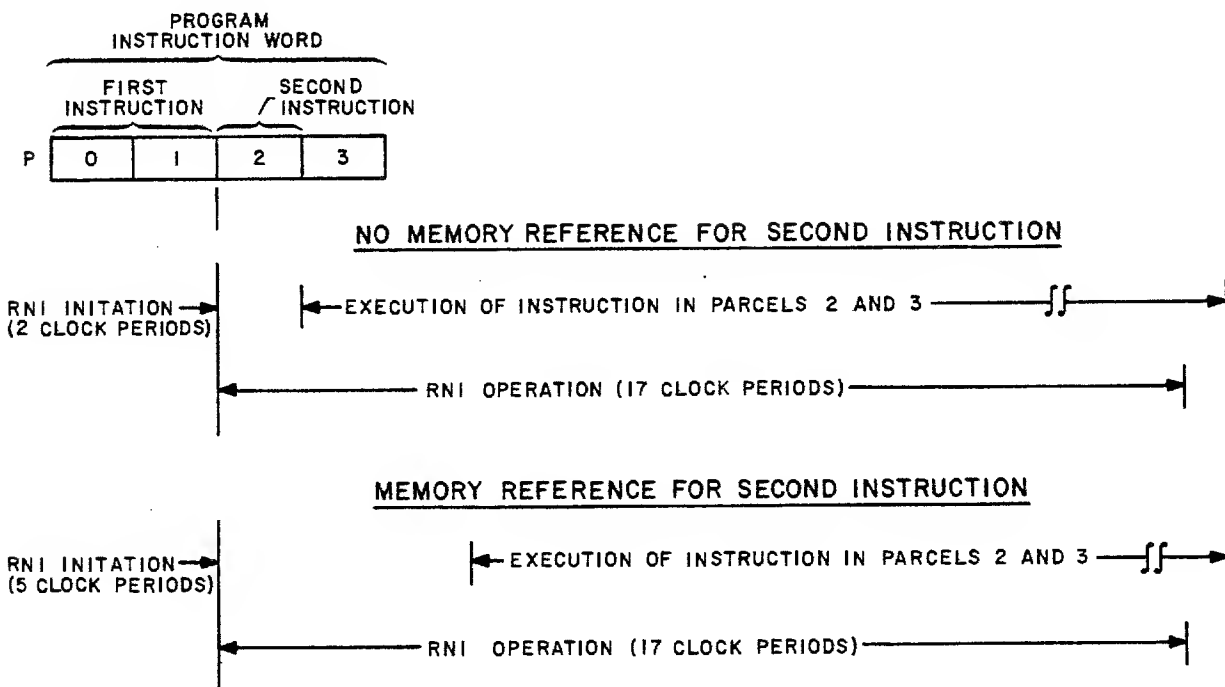 PROGRAM
INSTRUCTION WORD
FIRST
INSTRUCTION
SECOND
INSTRUCTION
P 0 1 2 3
NO MEMORY REFERENCE FOR SECOND INSTRUCTION
RNI INITATION
(2 CLOCK PERIODS)
EXECUTION OF INSTRUCTION IN PARCELS 2 AND 3
RNI OPERATION (17 CLOCK PERIODS)
MEMORY REFERENCE FOR SECOND INSTRUCTION
RNI INITATION
(5 CLOCK PERIODS)
EXECUTION OF INSTRUCTION IN PARCELS 2 AND 3
RNI OPERATION (17 CLOCK PERIODS)